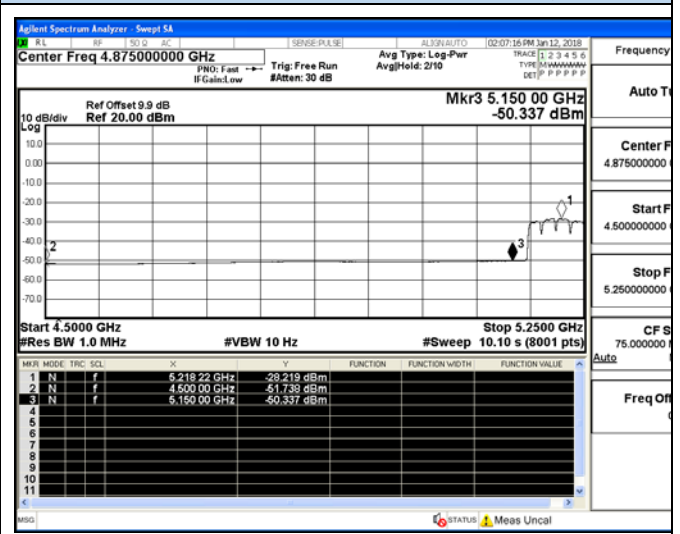 Agilent Spectrum Analyzer - Swept SA
RL RF 50 Ω AC SENSE:PULSE ALIGN AUTO 02:07:16 PM Jan 12, 2018
Center Freq 4.875000000 GHz
PNO: Fast
IFGain:Low
Trig: Free Run
#Atten: 30 dB
Avg Type: Log-Pwr
Avg|Hold: 2/10
TRACE 1 2 3 4 5 6
TYPE MWWWWW
DET P P P P P P
Ref Offset 9.9 dB
10 dB/div Ref 20.00 dBm
Log
Mkr3 5.150 00 GHz
-50.337 dBm
10.0
0.00
-10.0
-20.0
-30.0
-40.0
-50.0
-60.0
-70.0
1
2
3
Start 4.5000 GHz Stop 5.2500 GHz
#Res BW 1.0 MHz #VBW 10 Hz #Sweep 10.10 s (8001 pts)
MKR MODE TRC SCL X Y FUNCTION FUNCTION WIDTH FUNCTION VALUE
1 N f 5.218 22 GHz -28.219 dBm
2 N f 4.500 00 GHz -51.738 dBm
3 N f 5.150 00 GHz -50.337 dBm
4
5
6
7
8
9
10
11
MSG STATUS Meas Uncal
Frequency
Auto Tu
Center F
4.875000000
Start F
4.500000000
Stop F
5.250000000
CF S
75.000000
Auto
Freq Off